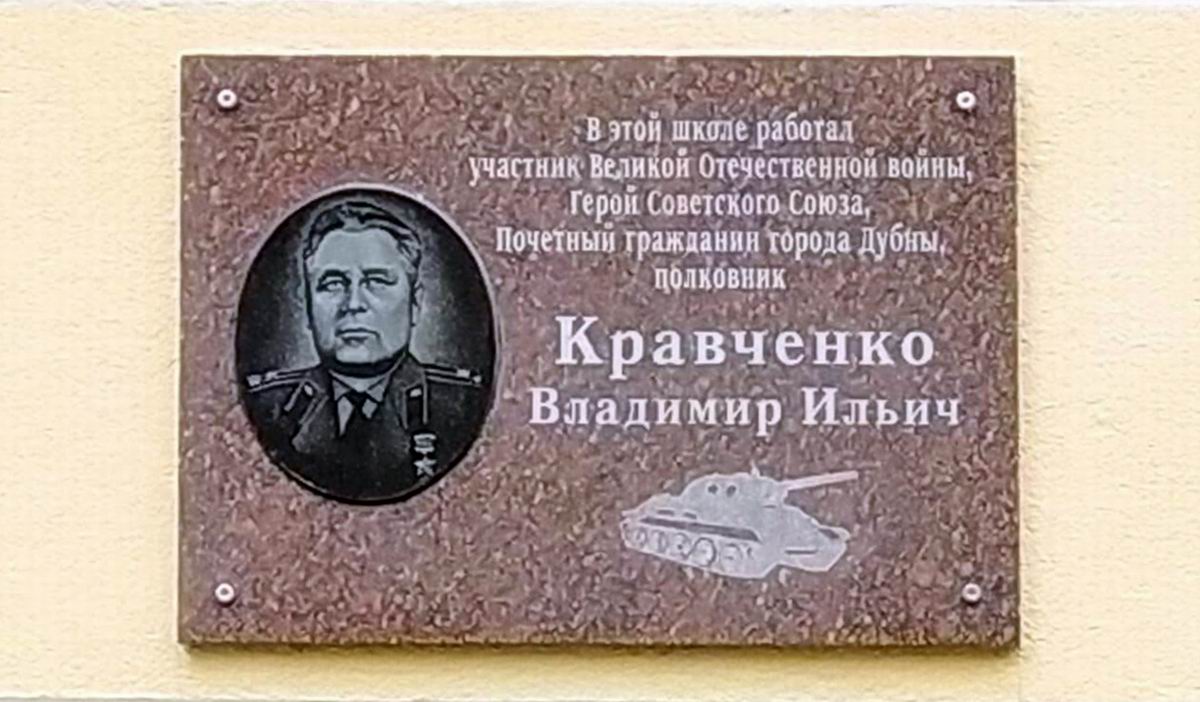 В этой школе работал
участник Великой Отечественной войны,
Герой Советского Союза,
Почетный гражданин города Дубны,
полковник
Кравченко
Владимир Ильич